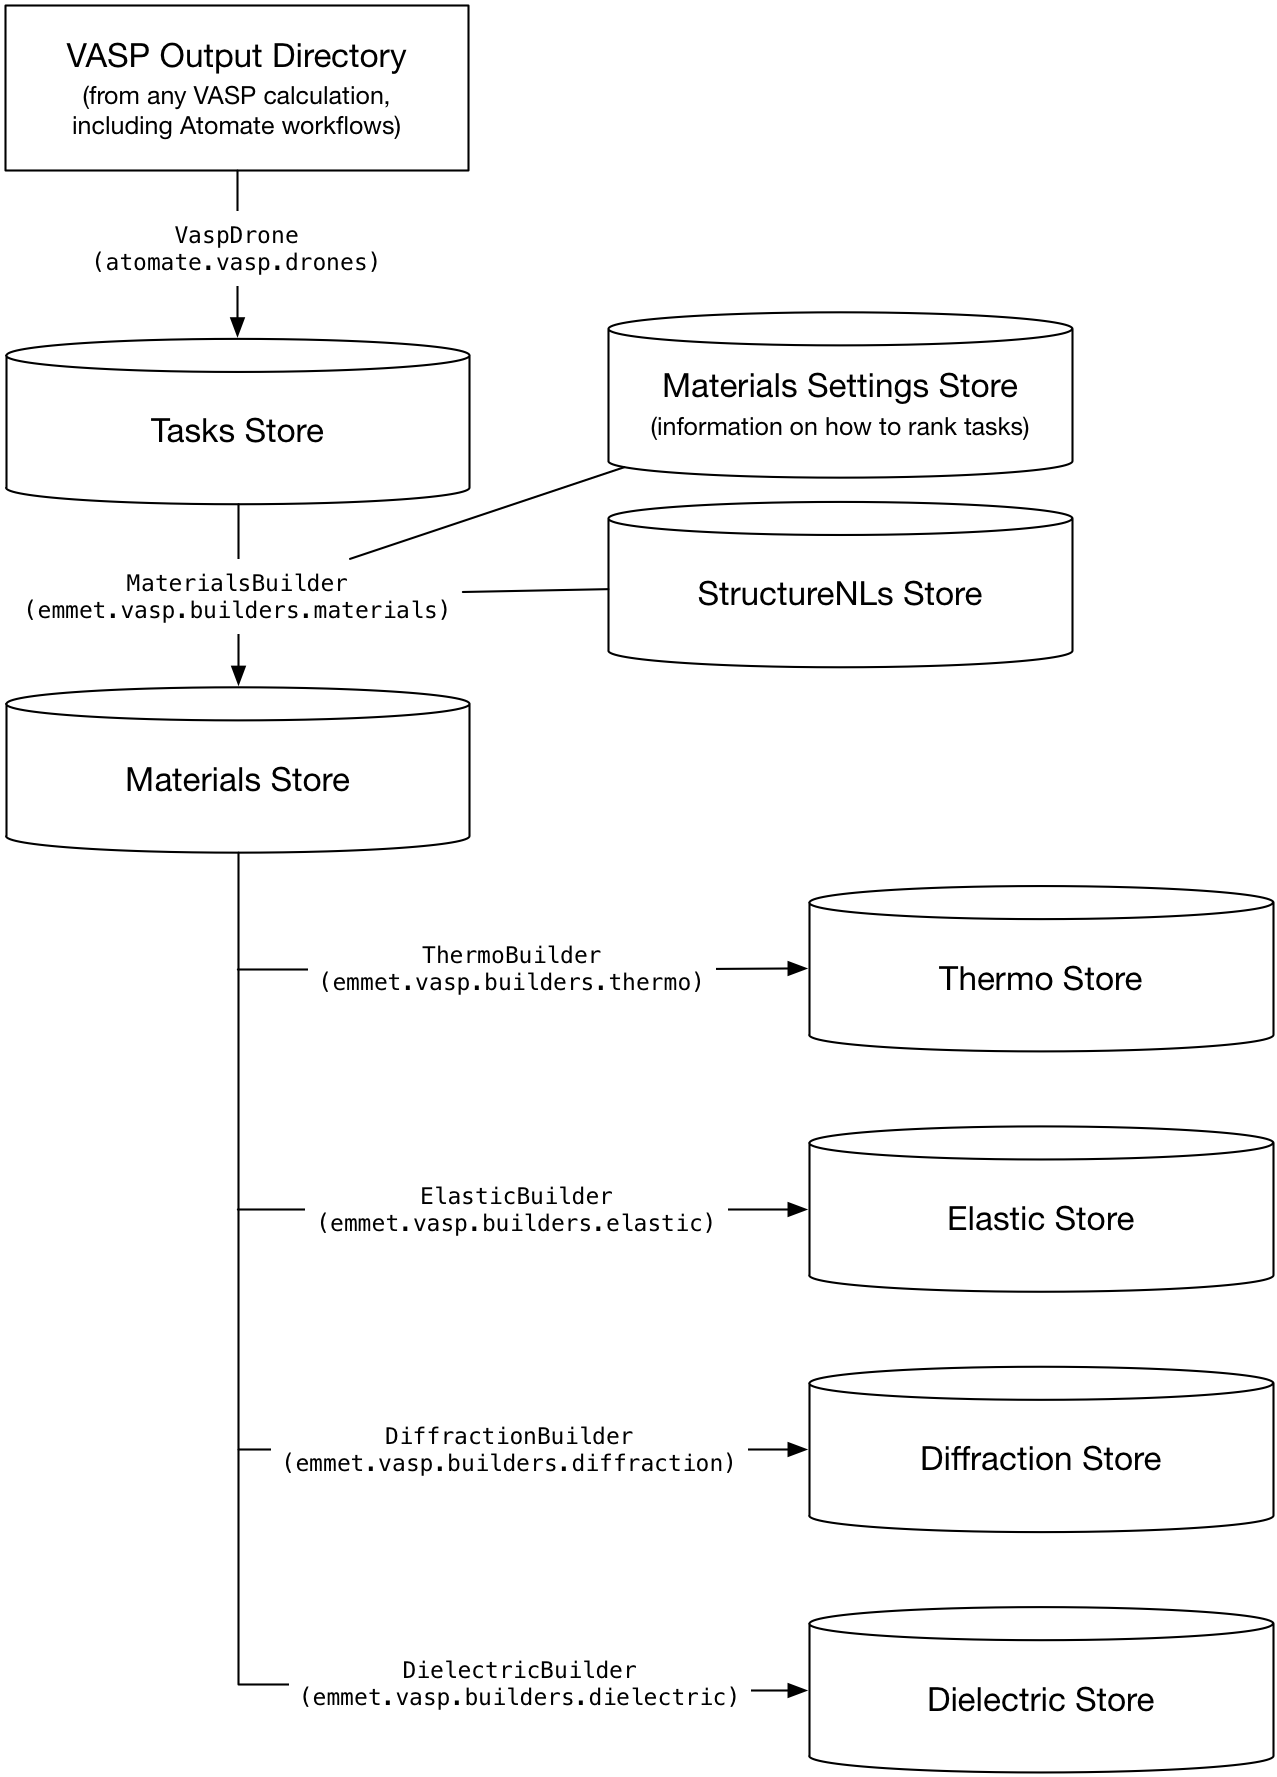 VASP Output Directory
(from any VASP calculation,
including Atomate workflows)
VaspDrone
(atomate.vasp.drones)
Tasks Store
Materials Settings Store
(information on how to rank tasks)
MaterialsBuilder
(emmet.vasp.builders.materials)
StructureNLs Store
Materials Store
ThermoBuilder
(emmet.vasp.builders.thermo)
Thermo Store
ElasticBuilder
(emmet.vasp.builders.elastic)
Elastic Store
DiffractionBuilder
(emmet.vasp.builders.diffraction)
Diffraction Store
DielectricBuilder
(emmet.vasp.builders.dielectric)
Dielectric Store